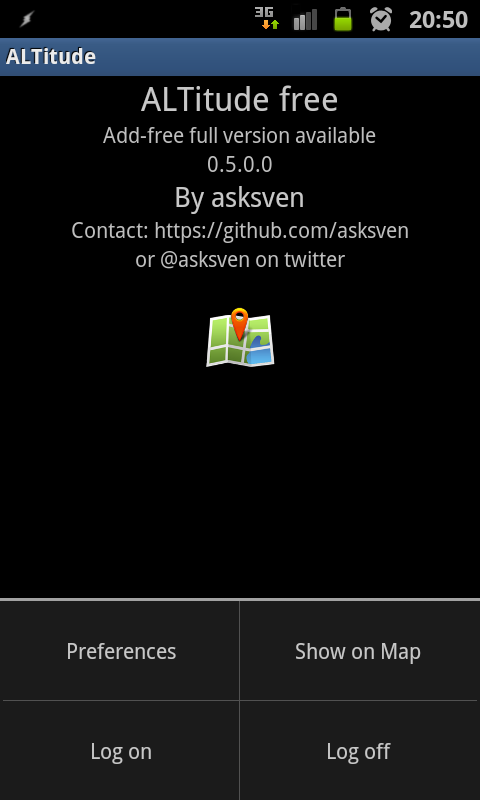 3G
20:50
ALTitude
ALTitude free
Add-free full version available
0.5.0.0
By asksven
Contact: https://github.com/asksven
or @asksven on twitter
Preferences
Show on Map
Log on
Log off